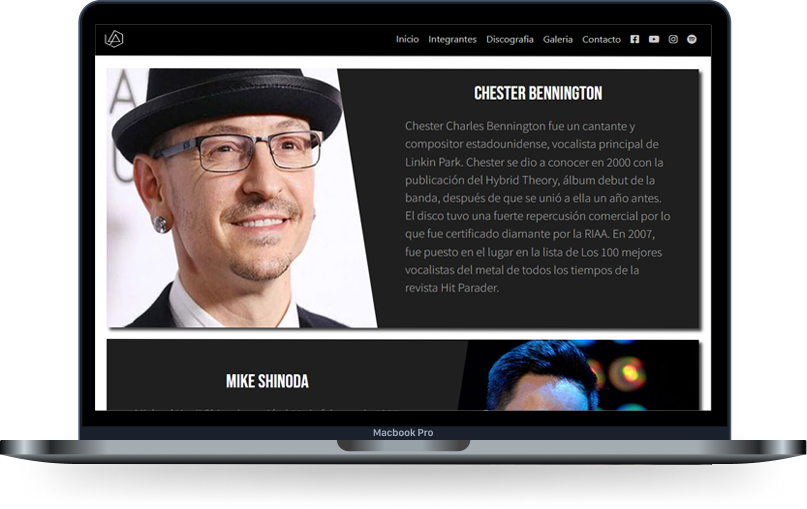 Inicio Integrantes Discografia Galeria Contacto
CHESTER BENNINGTON
Chester Charles Bennington fue un cantante y
compositor estadounidense, vocalista principal de
Linkin Park. Chester se dio a conocer en 2000 con la
publicación del Hybrid Theory, álbum debut de la
banda, después de que se unió a ella un año antes.
El disco tuvo una fuerte repercusión comercial por lo
que fue certificado diamante por la RIAA. En 2007,
fue puesto en el lugar en la lista de Los 100 mejores
vocalistas del metal de todos los tiempos de la
revista Hit Parader.
MIKE SHINODA
Macbook Pro